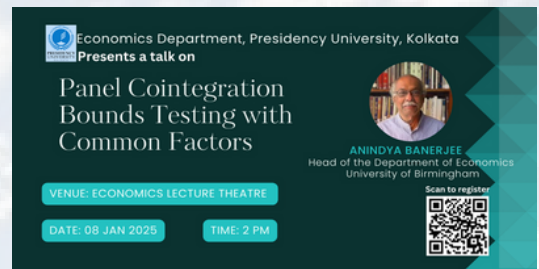 Economics Department, Presidency University, Kolkata
Presents a talk on
Panel Cointegration
Bounds Testing with
Common Factors
ANINDYA BANERJEE
Head of the Department of Economics
University of Birmingham
VENUE: ECONOMICS LECTURE THEATRE
Scan to register
DATE: 08 JAN 2025
TIME: 2 PM
PRESIDENCY
UNIVERSITY